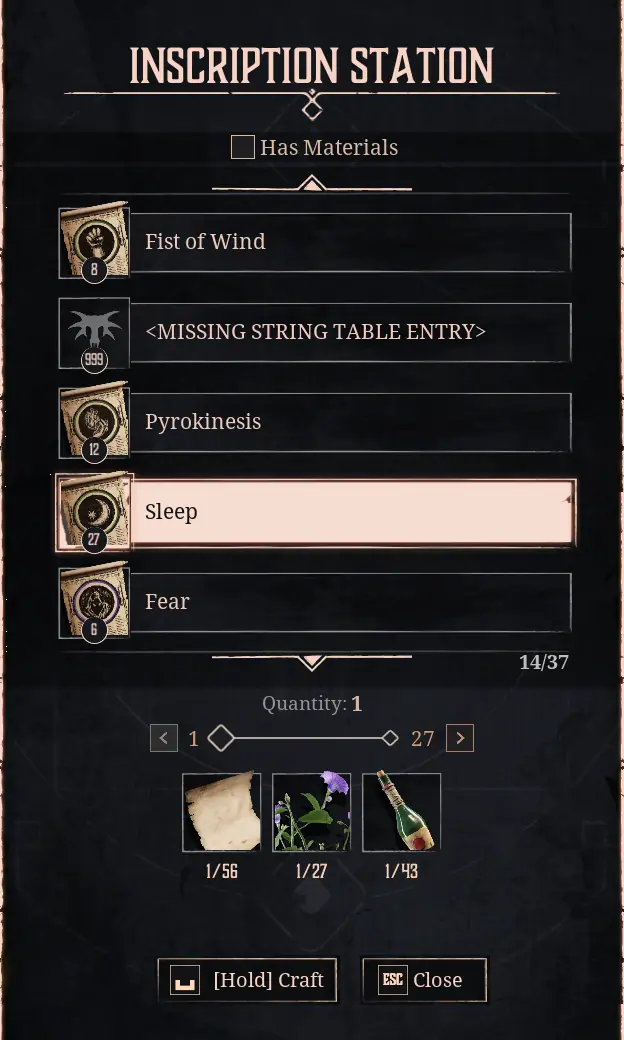 INSCRIPTION STATION
Has Materials
Fist of Wind
8
<MISSING STRING TABLE ENTRY>
999
Pyrokinesis
12
Sleep
27
Fear
6
14/37
Quantity: 1
< 1 27 >
1/56 1/27 1/43
[Hold] Craft ESC Close